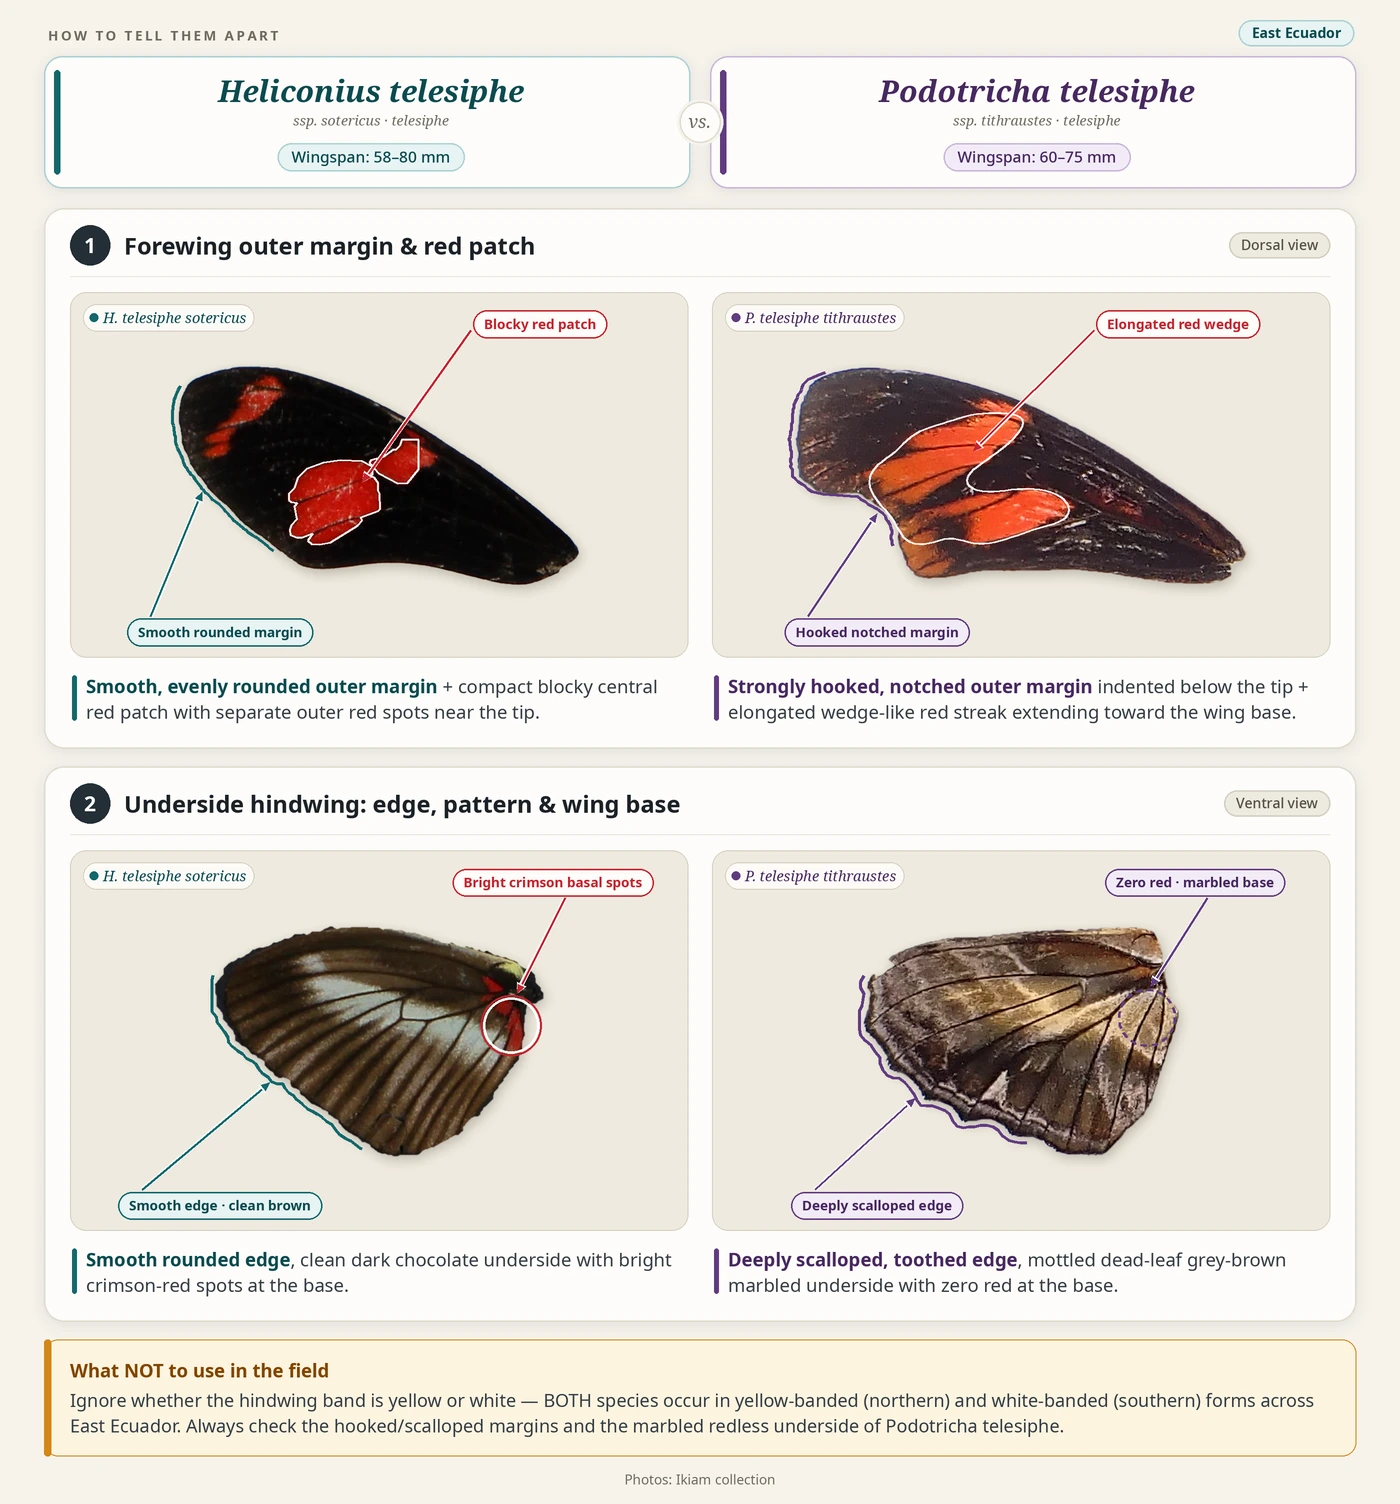 HOW TO TELL THEM APART
East Ecuador
Heliconius telesiphe
ssp. sotericus · telesiphe
Wingspan: 58–80 mm
vs.
Podotricha telesiphe
ssp. tithraustes · telesiphe
Wingspan: 60–75 mm
1 Forewing outer margin & red patch
Dorsal view
H. telesiphe sotericus
Blocky red patch
Smooth rounded margin
P. telesiphe tithraustes
Elongated red wedge
Hooked notched margin
Smooth, evenly rounded outer margin + compact blocky central
red patch with separate outer red spots near the tip.
Strongly hooked, notched outer margin indented below the tip +
elongated wedge-like red streak extending toward the wing base.
2 Underside hindwing: edge, pattern & wing base
Ventral view
H. telesiphe sotericus
Bright crimson basal spots
Smooth edge · clean brown
P. telesiphe tithraustes
Zero red · marbled base
Deeply scalloped edge
Smooth rounded edge, clean dark chocolate underside with bright
crimson-red spots at the base.
Deeply scalloped, toothed edge, mottled dead-leaf grey-brown
marbled underside with zero red at the base.
What NOT to use in the field
Ignore whether the hindwing band is yellow or white — BOTH species occur in yellow-banded (northern) and white-banded (southern) forms across
East Ecuador. Always check the hooked/scalloped margins and the marbled redless underside of Podotricha telesiphe.
Photos: Ikiam collection